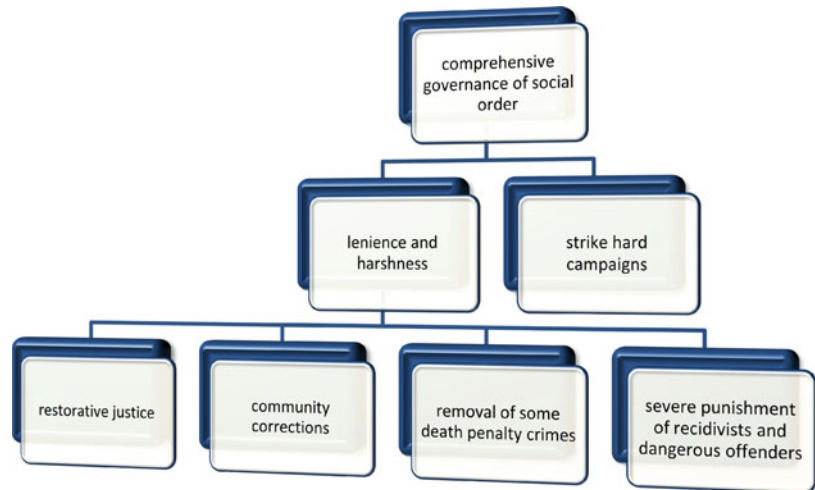 comprehensive
governance of social
order
lenience and
harshness
strike hard
campaigns
restorative justice
community
corrections
removal of some
death penalty crimes
severe punishment
of recidivists and
dangerous offenders